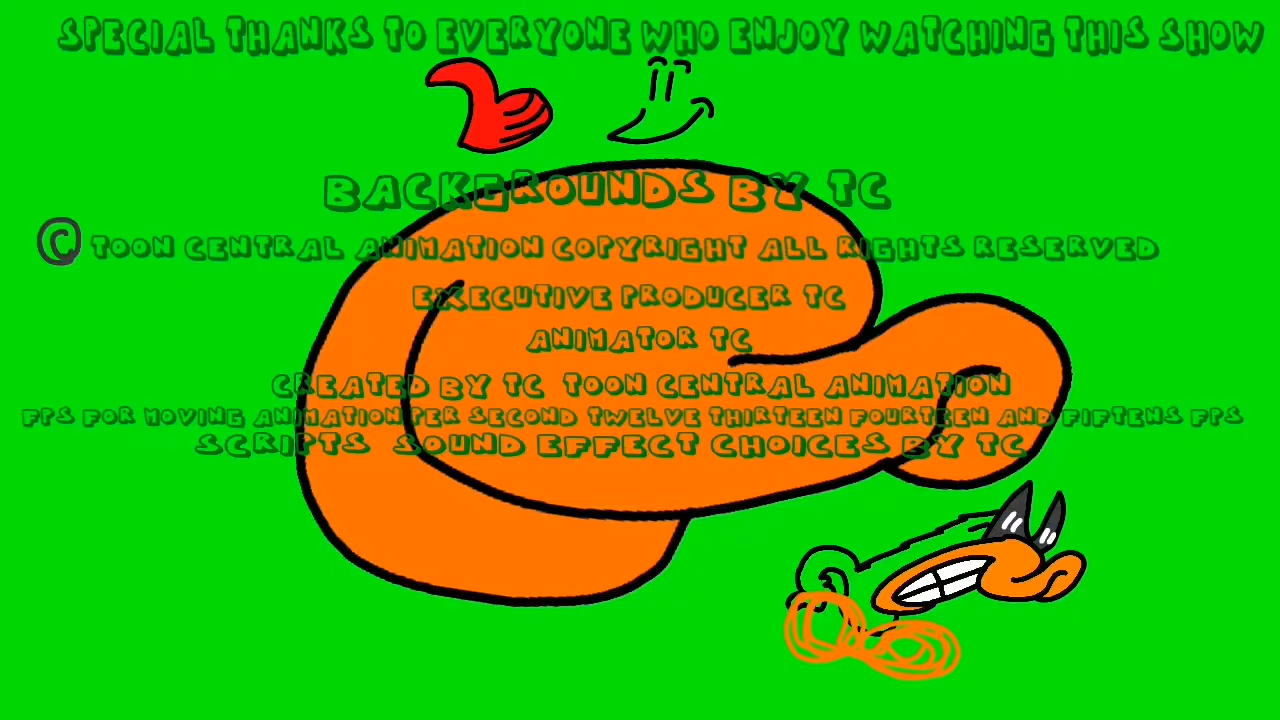 SPECIAL THANKS TO EVERYONE WHO ENJOY WATCHING THIS SHOW
BACKGROUNDS BY TC
© TOON CENTRAL ANIMATION COPYRIGHT ALL RIGHTS RESERVED
EXECUTIVE PRODUCER TC
ANIMATOR TC
CREATED BY TC TOON CENTRAL ANIMATION
FPS FOR MOVING ANIMATION PER SECOND TWELVE THIRTEEN FOURTEEN AND FIFTENS FPS
SCRIPTS SOUND EFFECT CHOICES BY TC